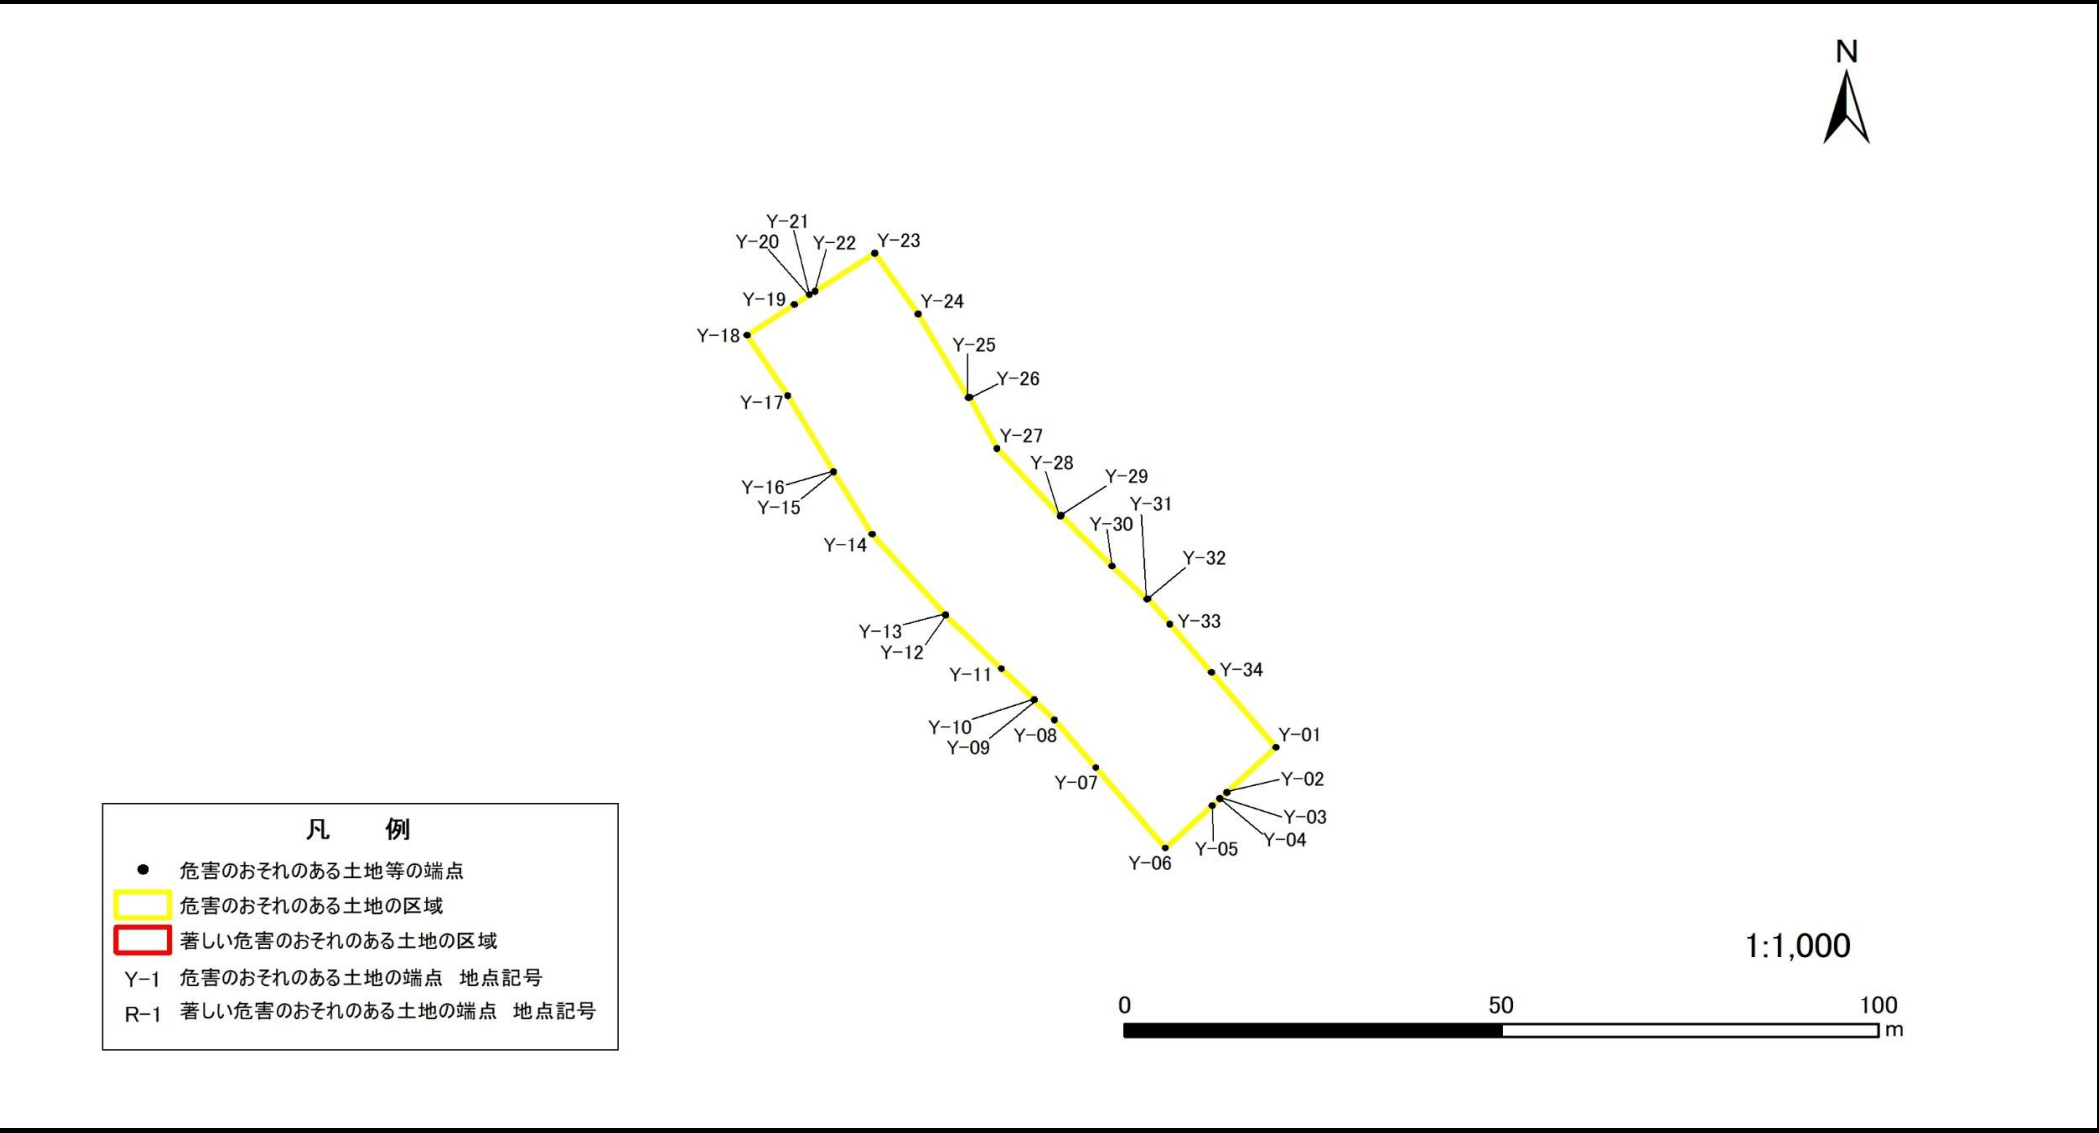 N
Y-21
Y-20
Y-22
Y-23
Y-19
Y-24
Y-18
Y-25
Y-26
Y-17
Y-27
Y-28
Y-29
Y-16
Y-31
Y-15
Y-30
Y-14
Y-32
Y-33
Y-13
Y-12
Y-34
Y-11
Y-10
Y-01
Y-08
Y-09
Y-02
Y-07
Y-03
Y-04
Y-05
Y-06
凡 例
危害のおそれのある土地等の端点
危害のおそれのある土地の区域
著しい危害のおそれのある土地の区域
Y-1 危害のおそれのある土地の端点 地点記号
R-1 著しい危害のおそれのある土地の端点 地点記号
1:1,000
0 50 100
m